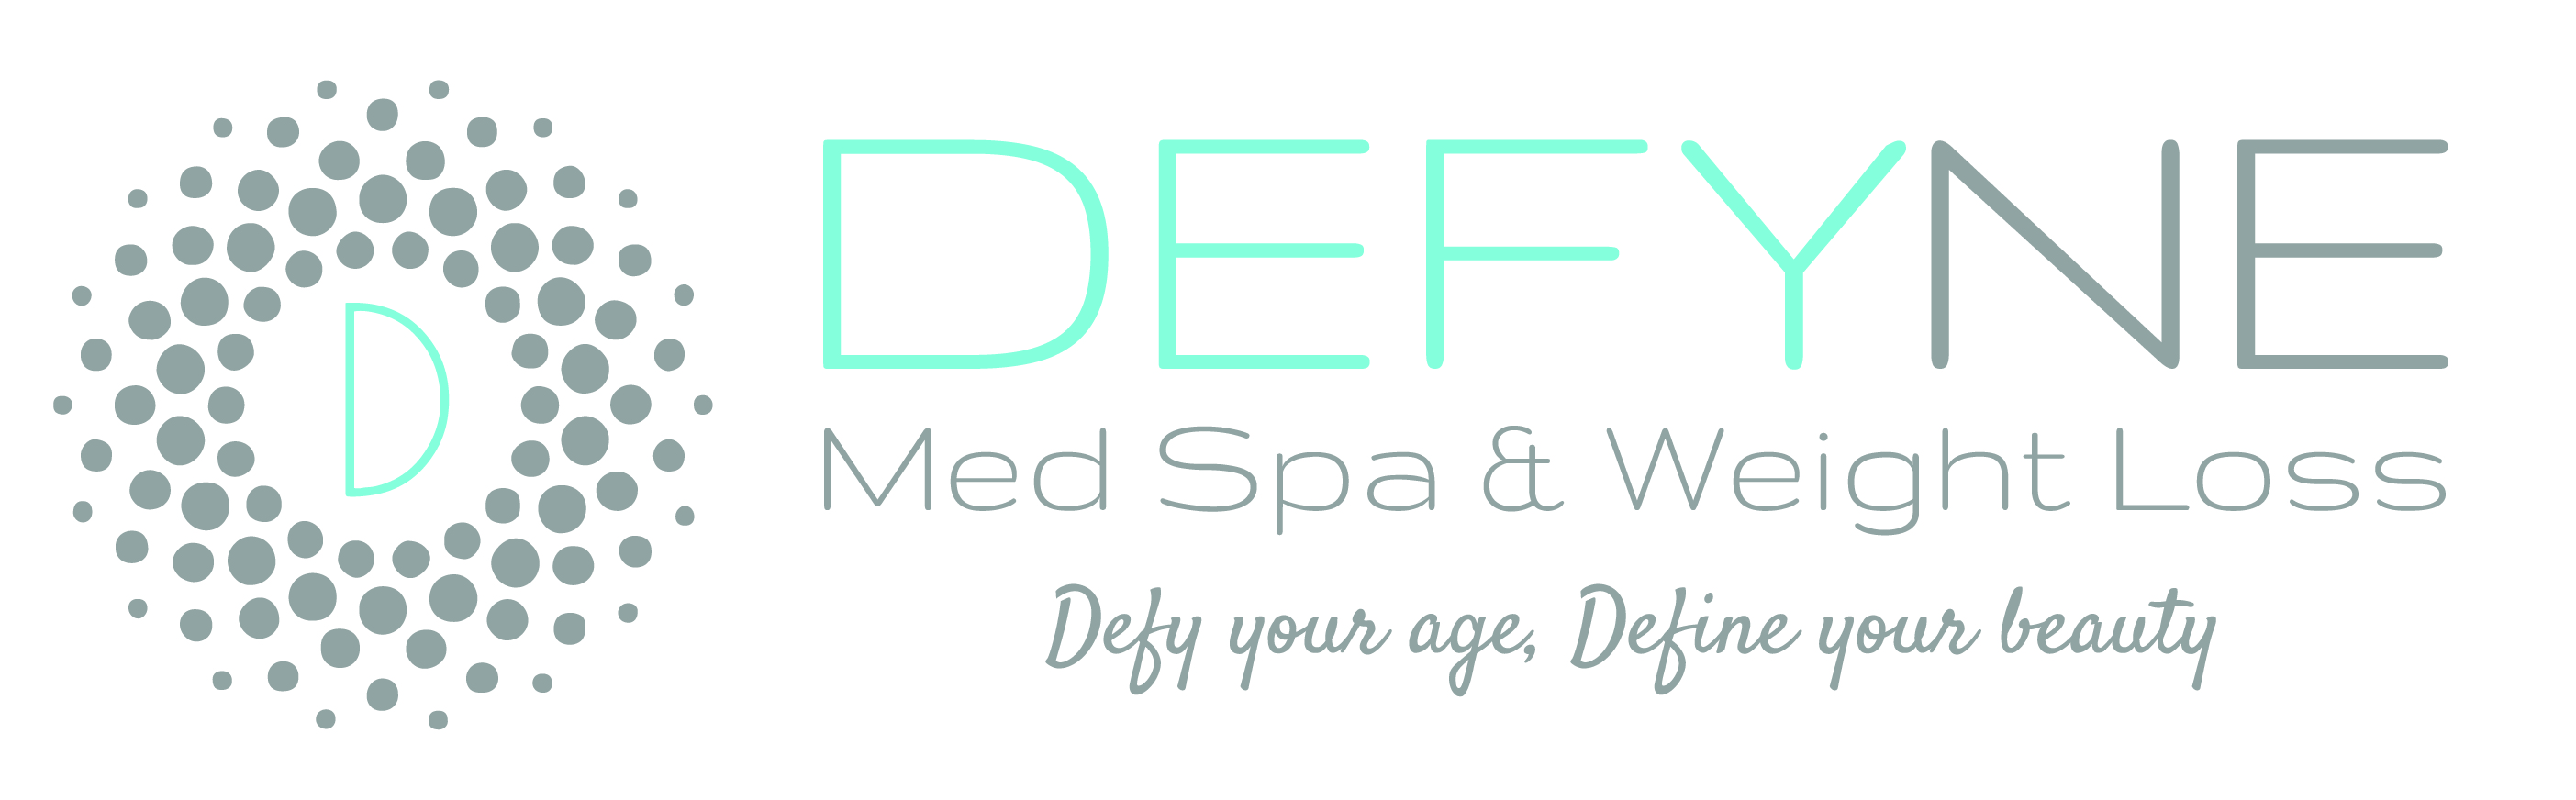 D
DEFYNE
Med Spa & Weight Loss
Defy your age, Define your beauty